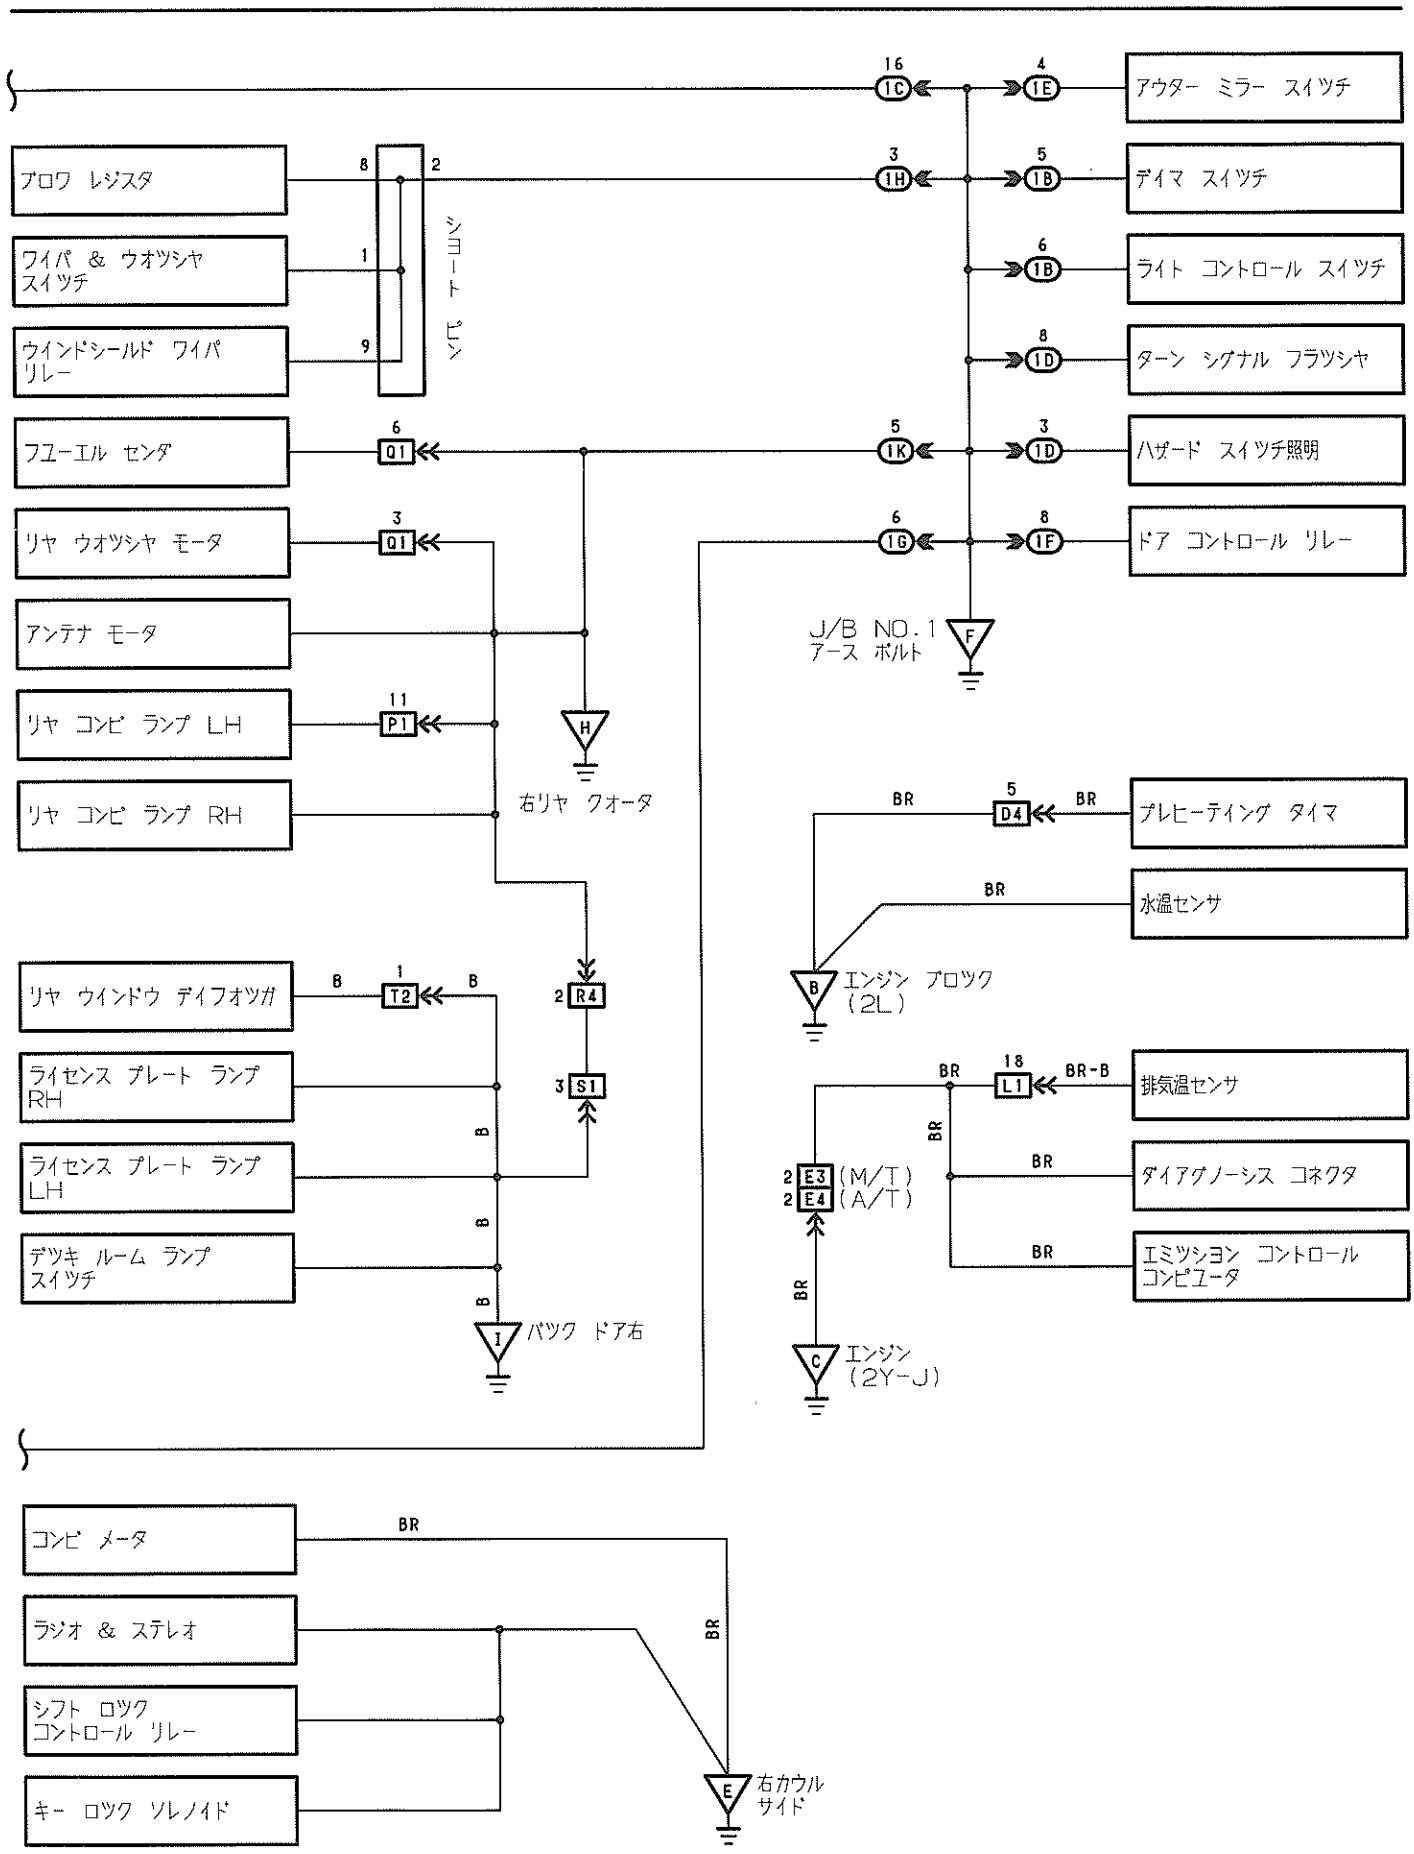 16
1C
4
1E
アウター ミラー スイツチ
ブロワ レジスタ
8
2
3
1H
5
1B
デイマ スイツチ
ワイパ & ウオツシヤ
スイツチ
1
シヨート ピン
6
1B
ライト コントロール スイツチ
ウインドシールド ワイパ
リレー
9
8
1D
ターン シグナル フラツシヤ
フユーエル センダ
6
Q1
5
1K
3
1D
ハザード スイツチ照明
リヤ ウオツシヤ モータ
3
Q1
6
1G
8
1F
ドア コントロール リレー
アンテナ モータ
J/B NO.1
アース ボルト
F
リヤ コンビ ランプ LH
11
P1
H
右リヤ クオータ
リヤ コンビ ランプ RH
BR
5
D4
BR
プレヒーテイング タイマ
BR
水温センサ
リヤ ウインドウ デイフオツガ
B
1
T2
B
2
R4
B
エンジン ブロツク
(2L)
ライセンス プレート ランプ
RH
3
S1
BR
18
L1
BR-B
排気温センサ
B
BR
ライセンス プレート ランプ
LH
2
E3
(M/T)
2
E4
(A/T)
BR
ダイアグノーシス コネクタ
B
デツキ ルーム ランプ
スイツチ
BR
エミツシヨン コントロール
コンピユータ
B
BR
I
バツク ドア右
C
エンジン
(2Y-J)
コンビ メータ
BR
ラジオ & ステレオ
BR
シフト ロツク
コントロール リレー
キー ロツク ソレノイド
E
右カウル
サイド